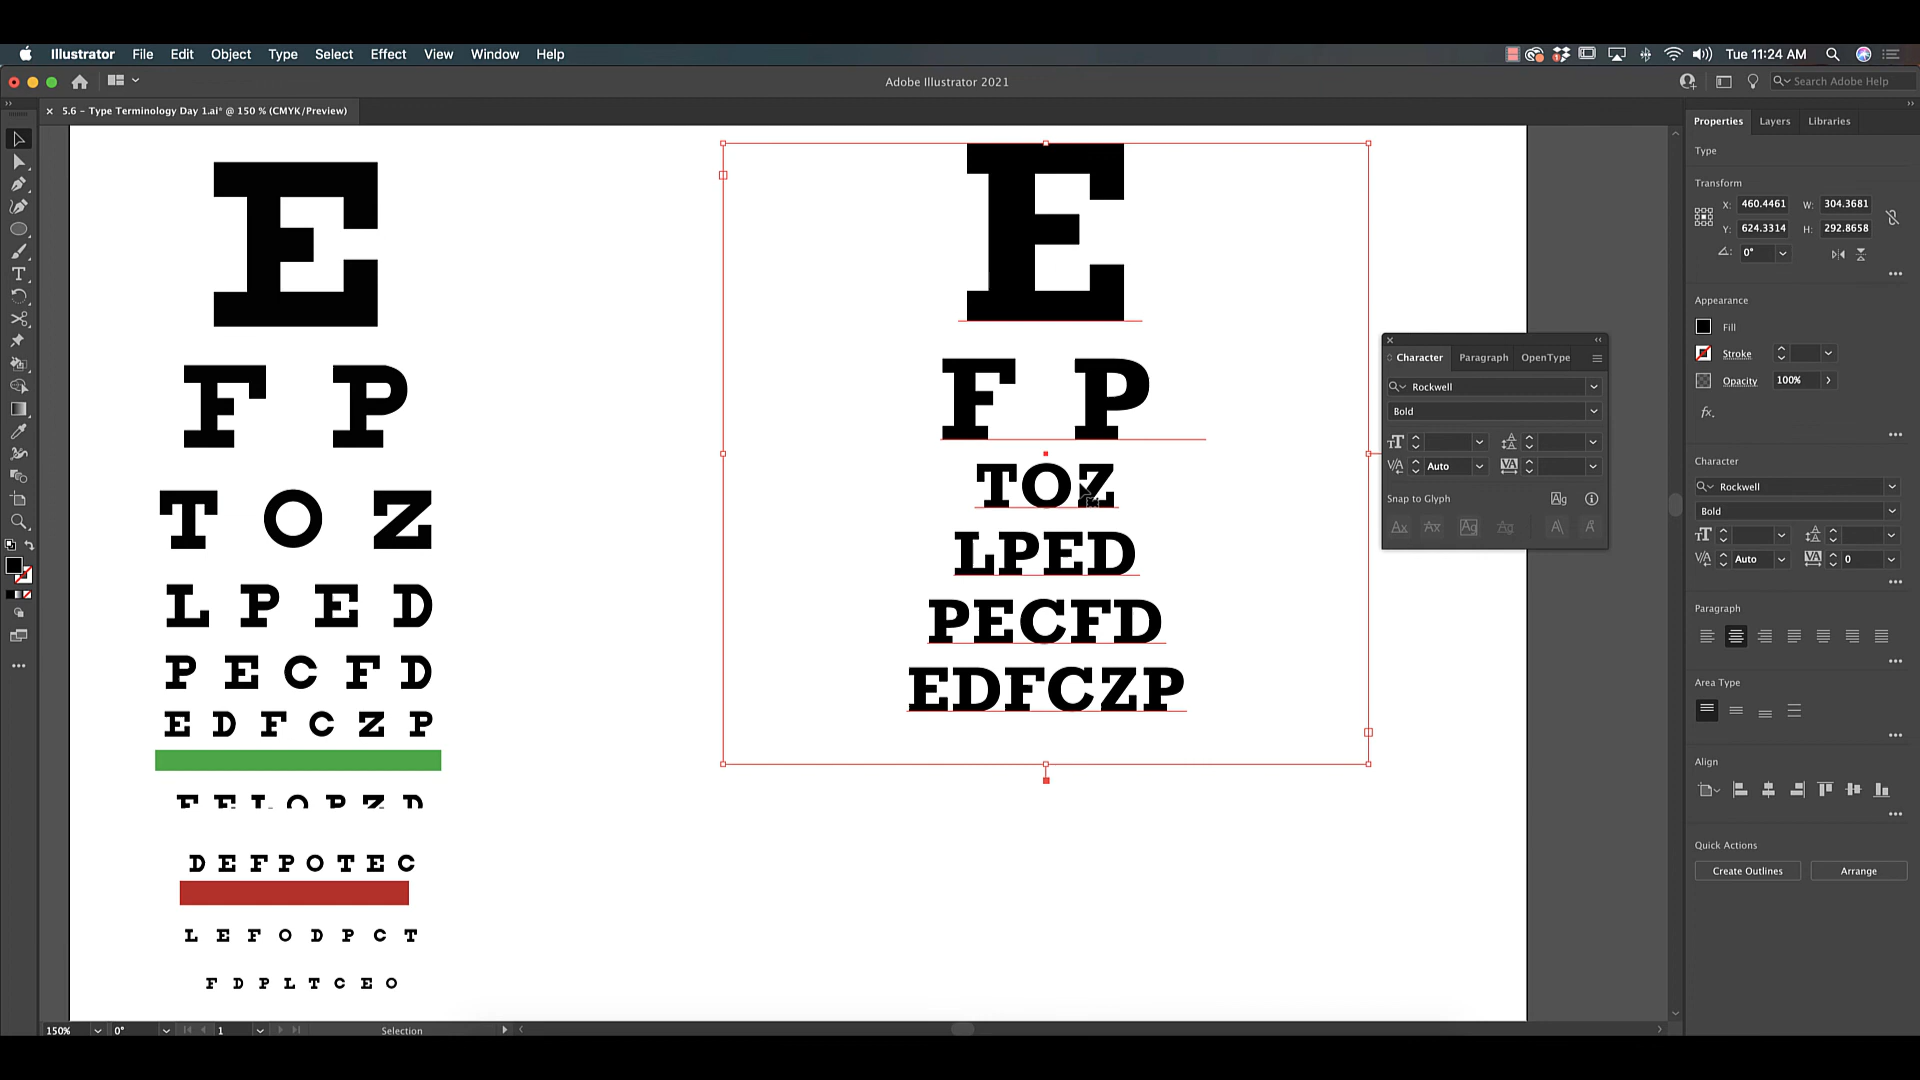 Illustrator File Edit Object Type Select Effect View Window Help
Tue 11:24 AM
Adobe Illustrator 2021
Search Adobe Help
5.6 - Type Terminology Day 1.ai* @ 150 % (CMYK/Preview)
Properties Layers Libraries
Type
Transform
X: 460.4461 W: 304.3681
Y: 624.3314 H: 292.8658
0°
Appearance
Fill
Stroke
Opacity 100%
fx.
Character
Rockwell
Bold
Auto 0
Paragraph
Area Type
Align
Quick Actions
Create Outlines Arrange
Character Paragraph OpenType
Rockwell
Bold
Auto
Snap to Glyph
E
F P
T O Z
L P E D
P E C F D
E D F C Z P
D E F P O T E C
L E F O D P C T
F D P L T C E O
E
F P
TOZ
LPED
PECFD
EDFCZP
150% 0° 1 Selection